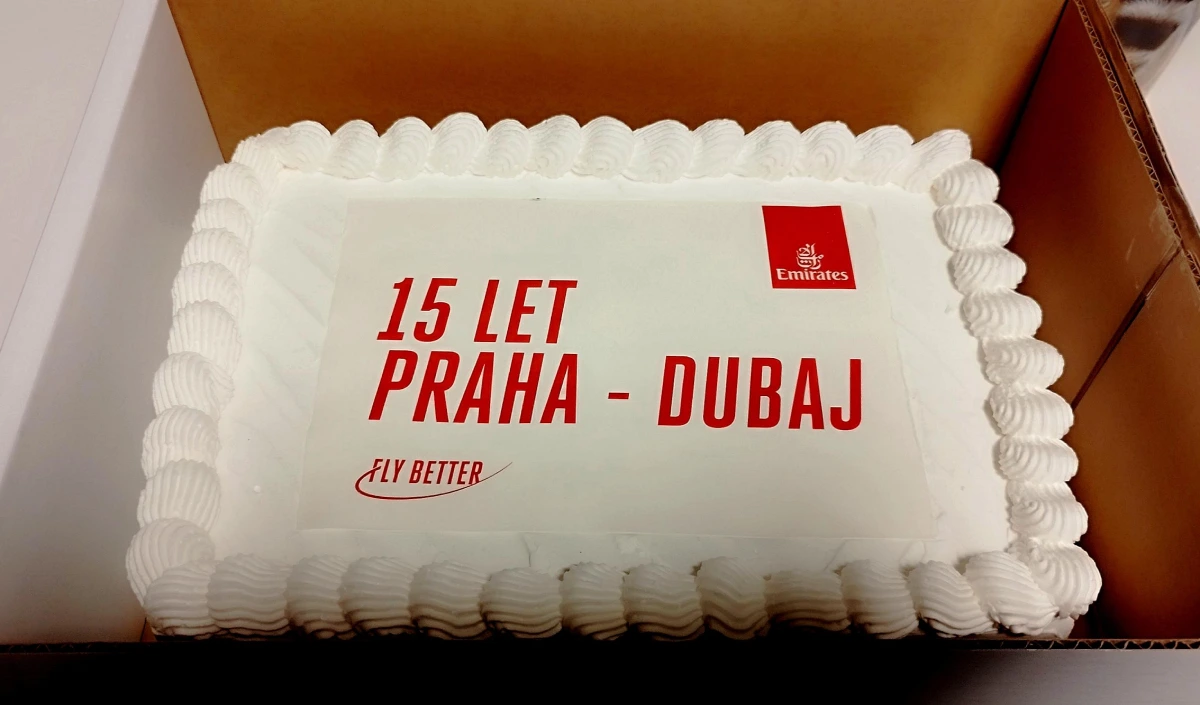 Emirates
15 LET
PRAHA - DUBAJ
FLY BETTER